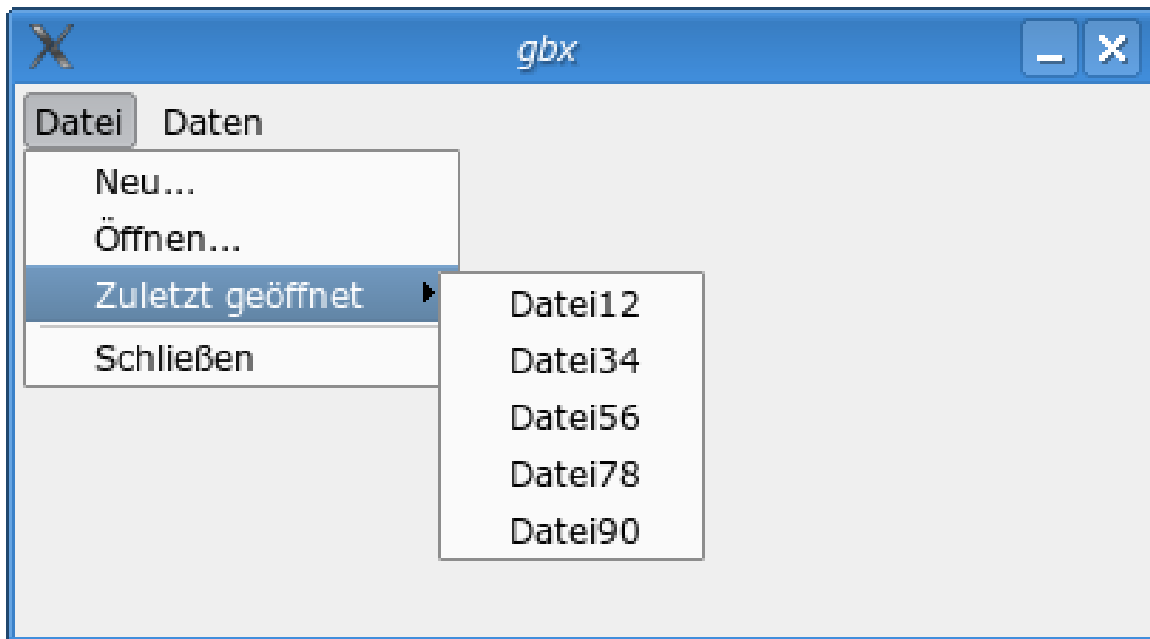 gbx
Datei Daten
Neu...
Öffnen...
Zuletzt geöffnet
Schließen
Datei12
Datei34
Datei56
Datei78
Datei90